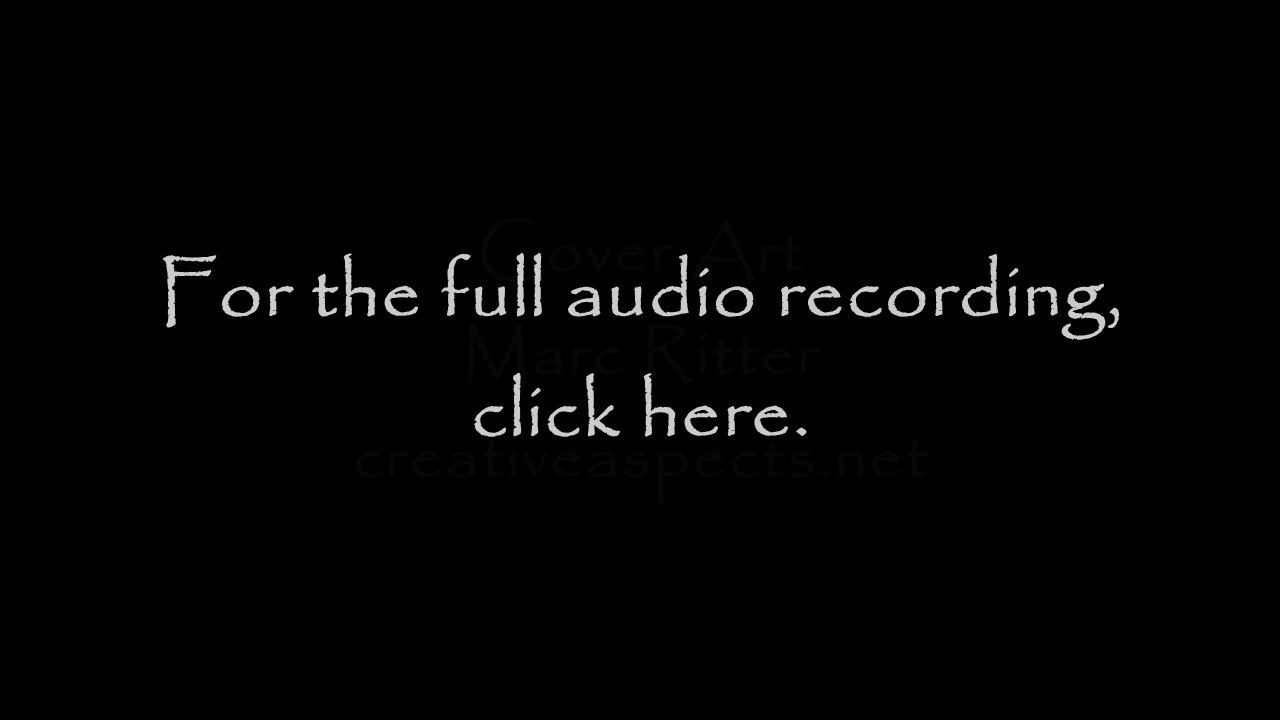 Cover Art
For the full audio recording,
Marc Ritter
click here.
creativeaspects.net